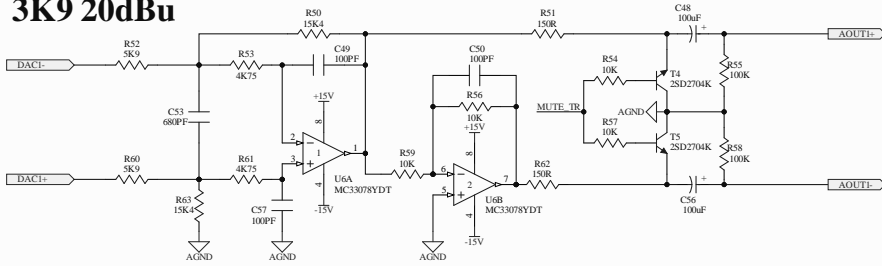 3K9 20dBu
R50
15K4
R51
150R
C48
100uF
+
AOUT1+
DAC1-
R52
5K9
R53
4K75
C49
100PF
C50
100PF
R54
10K
T4
2SD2704K
R55
100K
C53
680PF
+15V
8
2
3
1
1
4
-15V
U6A
MC33078YDT
R56
10K
+15V
8
MUTE_TR
AGND
R57
10K
T5
2SD2704K
R58
100K
DAC1+
R60
5K9
R61
4K75
R59
10K
6
5
2
7
4
-15V
U6B
MC33078YDT
R62
150R
+
C56
100uF
AOUT1-
R63
15K4
C57
100PF
AGND
AGND
AGND